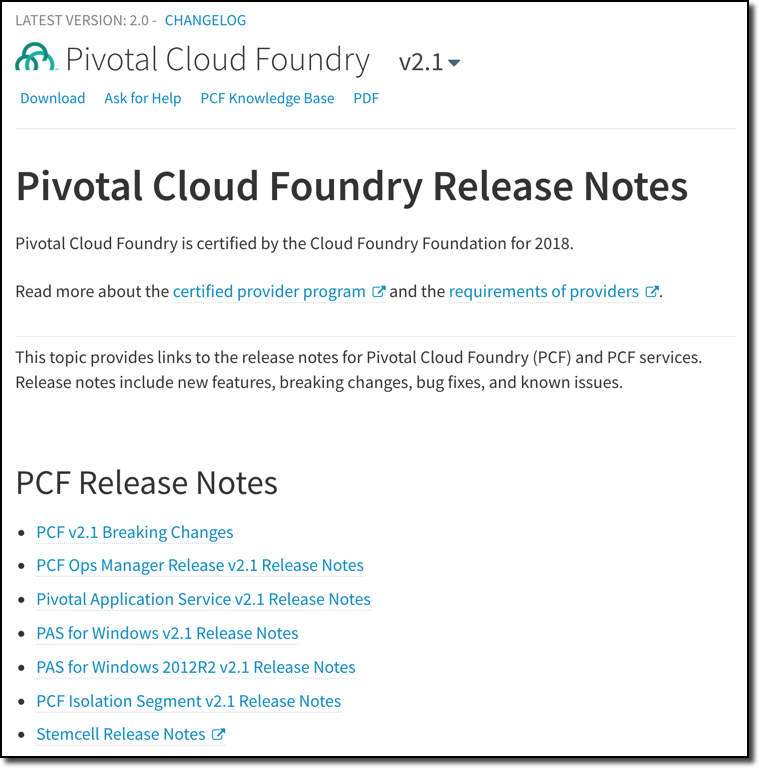 LATEST VERSION: 2.0 - CHANGELOG
Pivotal Cloud Foundry v2.1
Download Ask for Help PCF Knowledge Base PDF
Pivotal Cloud Foundry Release Notes
Pivotal Cloud Foundry is certified by the Cloud Foundry Foundation for 2018.
Read more about the certified provider program and the requirements of providers.
This topic provides links to the release notes for Pivotal Cloud Foundry (PCF) and PCF services.
Release notes include new features, breaking changes, bug fixes, and known issues.
PCF Release Notes
• PCF v2.1 Breaking Changes
• PCF Ops Manager Release v2.1 Release Notes
• Pivotal Application Service v2.1 Release Notes
• PAS for Windows v2.1 Release Notes
• PAS for Windows 2012R2 v2.1 Release Notes
• PCF Isolation Segment v2.1 Release Notes
• Stemcell Release Notes